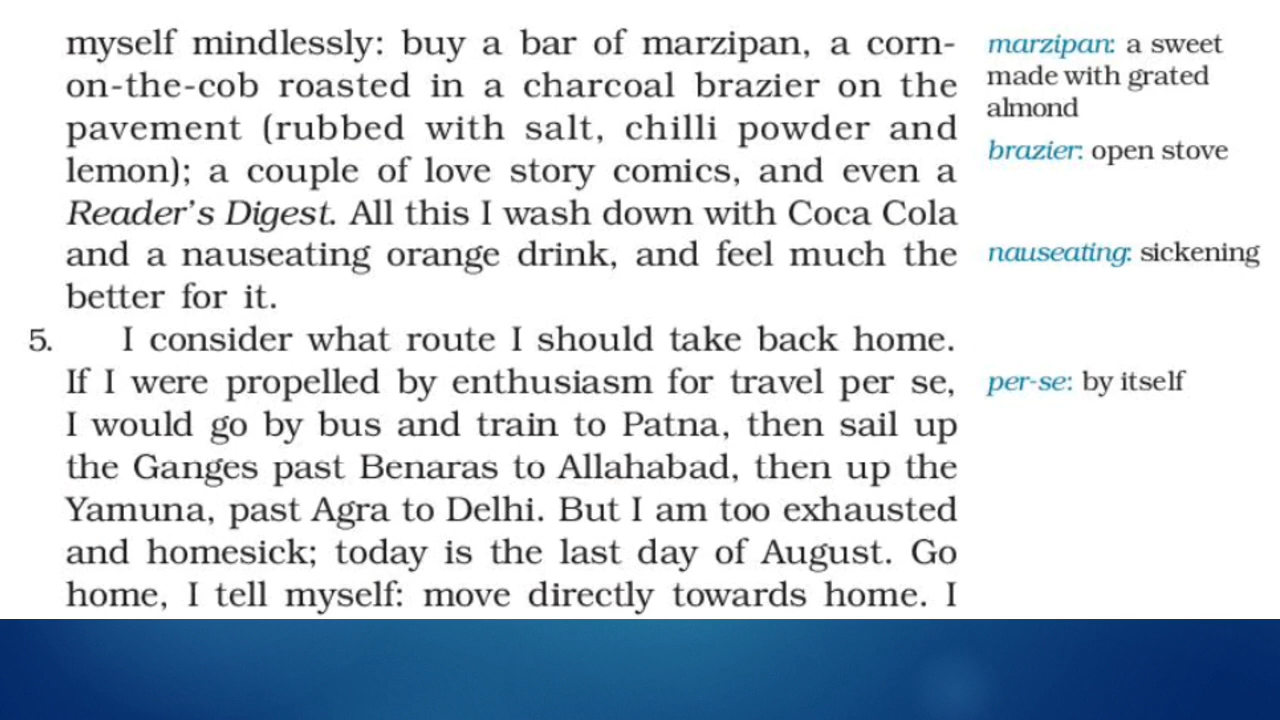 myself mindlessly: buy a bar of marzipan, a corn-
on-the-cob roasted in a charcoal brazier on the
pavement (rubbed with salt, chilli powder and
lemon); a couple of love story comics, and even a
Reader's Digest. All this I wash down with Coca Cola
and a nauseating orange drink, and feel much the
better for it.
5. I consider what route I should take back home.
If I were propelled by enthusiasm for travel per se,
I would go by bus and train to Patna, then sail up
the Ganges past Benaras to Allahabad, then up the
Yamuna, past Agra to Delhi. But I am too exhausted
and homesick; today is the last day of August. Go
home, I tell myself: move directly towards home. I
marzipan: a sweet
made with grated
almond
brazier: open stove
nauseating: sickening
per-se: by itself